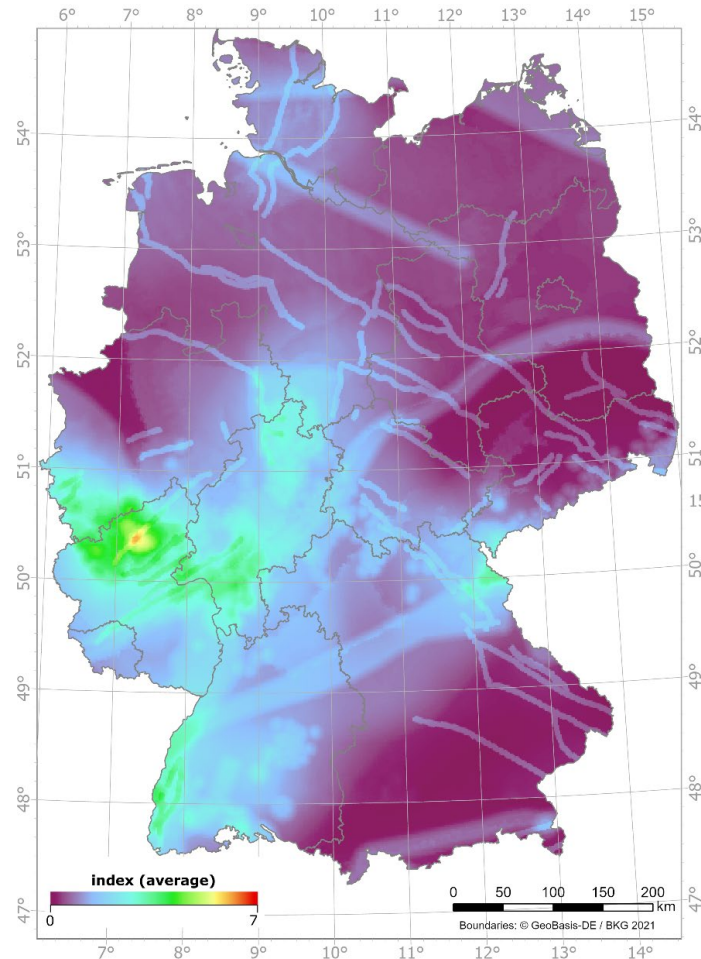 6° 7° 8° 9° 10° 11° 12° 13° 14° 15°
54° 54°
53° 53°
52° 52°
51° 51°
15
50° 50°
49° 49°
48° 48°
47° 47°
index (average)
0 7
0 50 100 150 200
km
Boundaries: © GeoBasis-DE / BKG 2021
7° 8° 9° 10° 11° 12° 13° 14°